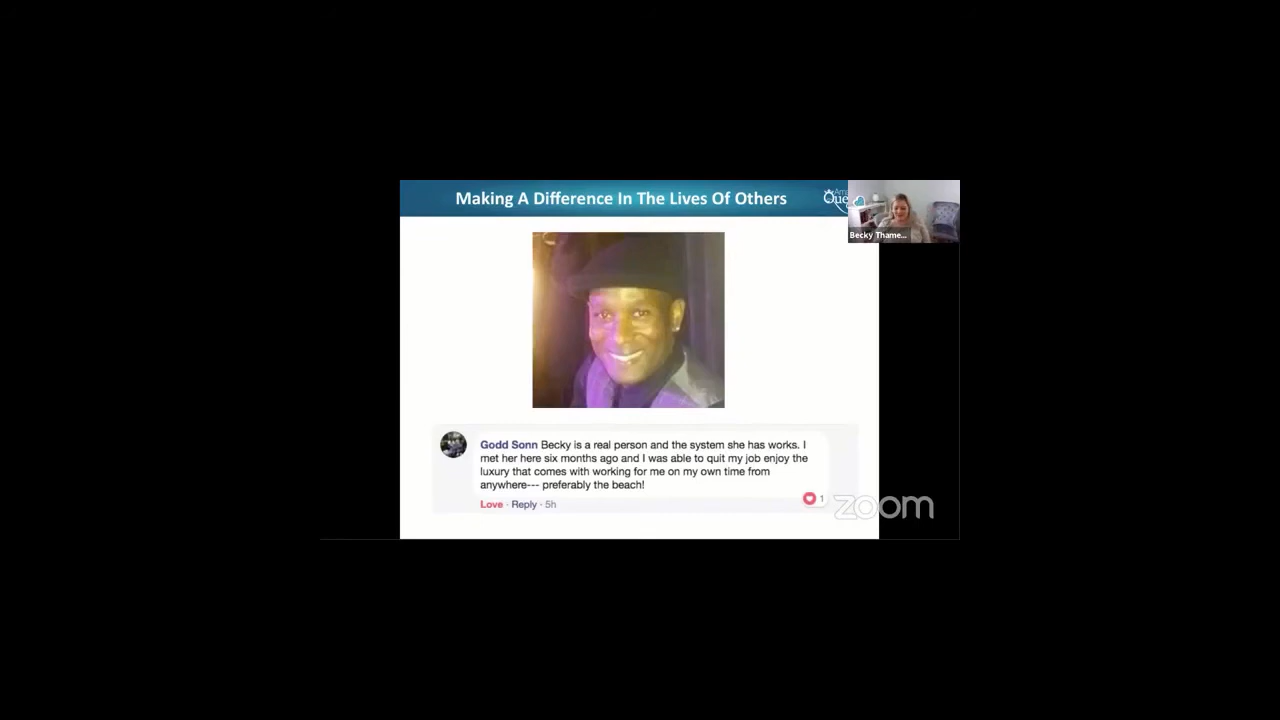 Making A Difference In The Lives Of Others
Becky Thame...
Godd Sonn Becky is a real person and the system she has works. I
met her here six months ago and I was able to quit my job enjoy the
luxury that comes with working for me on my own time from
anywhere--- preferably the beach!
Love · Reply · 5h
1
zoom